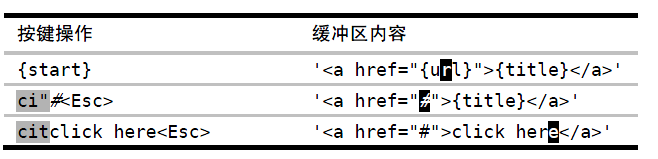 按键操作 缓冲区内容
{start} '<a href="{url}">{title}</a>'
ci"#<Esc> '<a href="#">{title}</a>'
citclick here<Esc> '<a href="#">click here</a>'